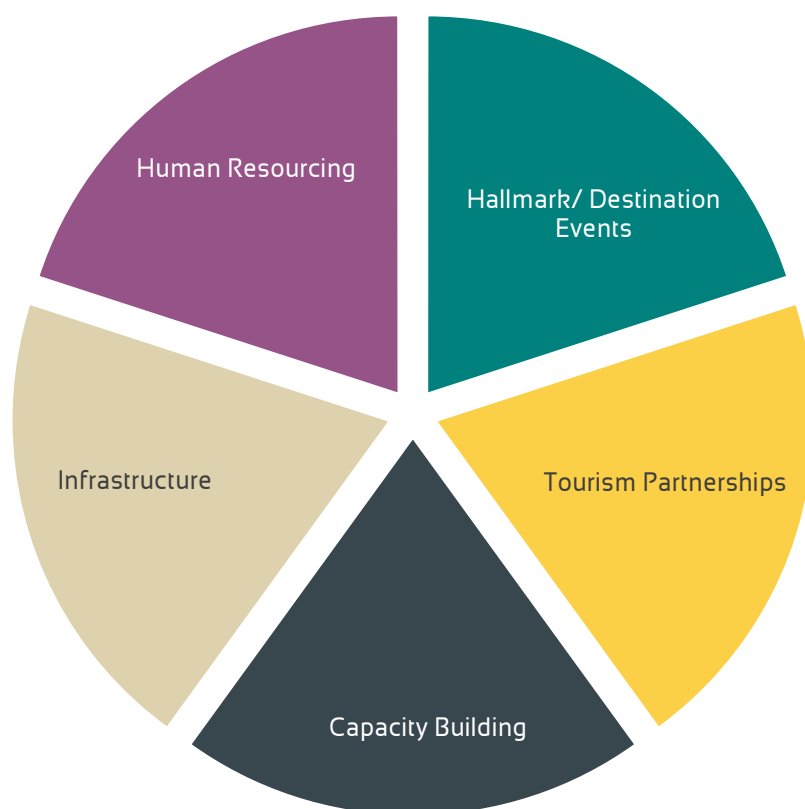 Human Resourcing
Hallmark/ Destination
Events
Infrastructure
Tourism Partnerships
Capacity Building